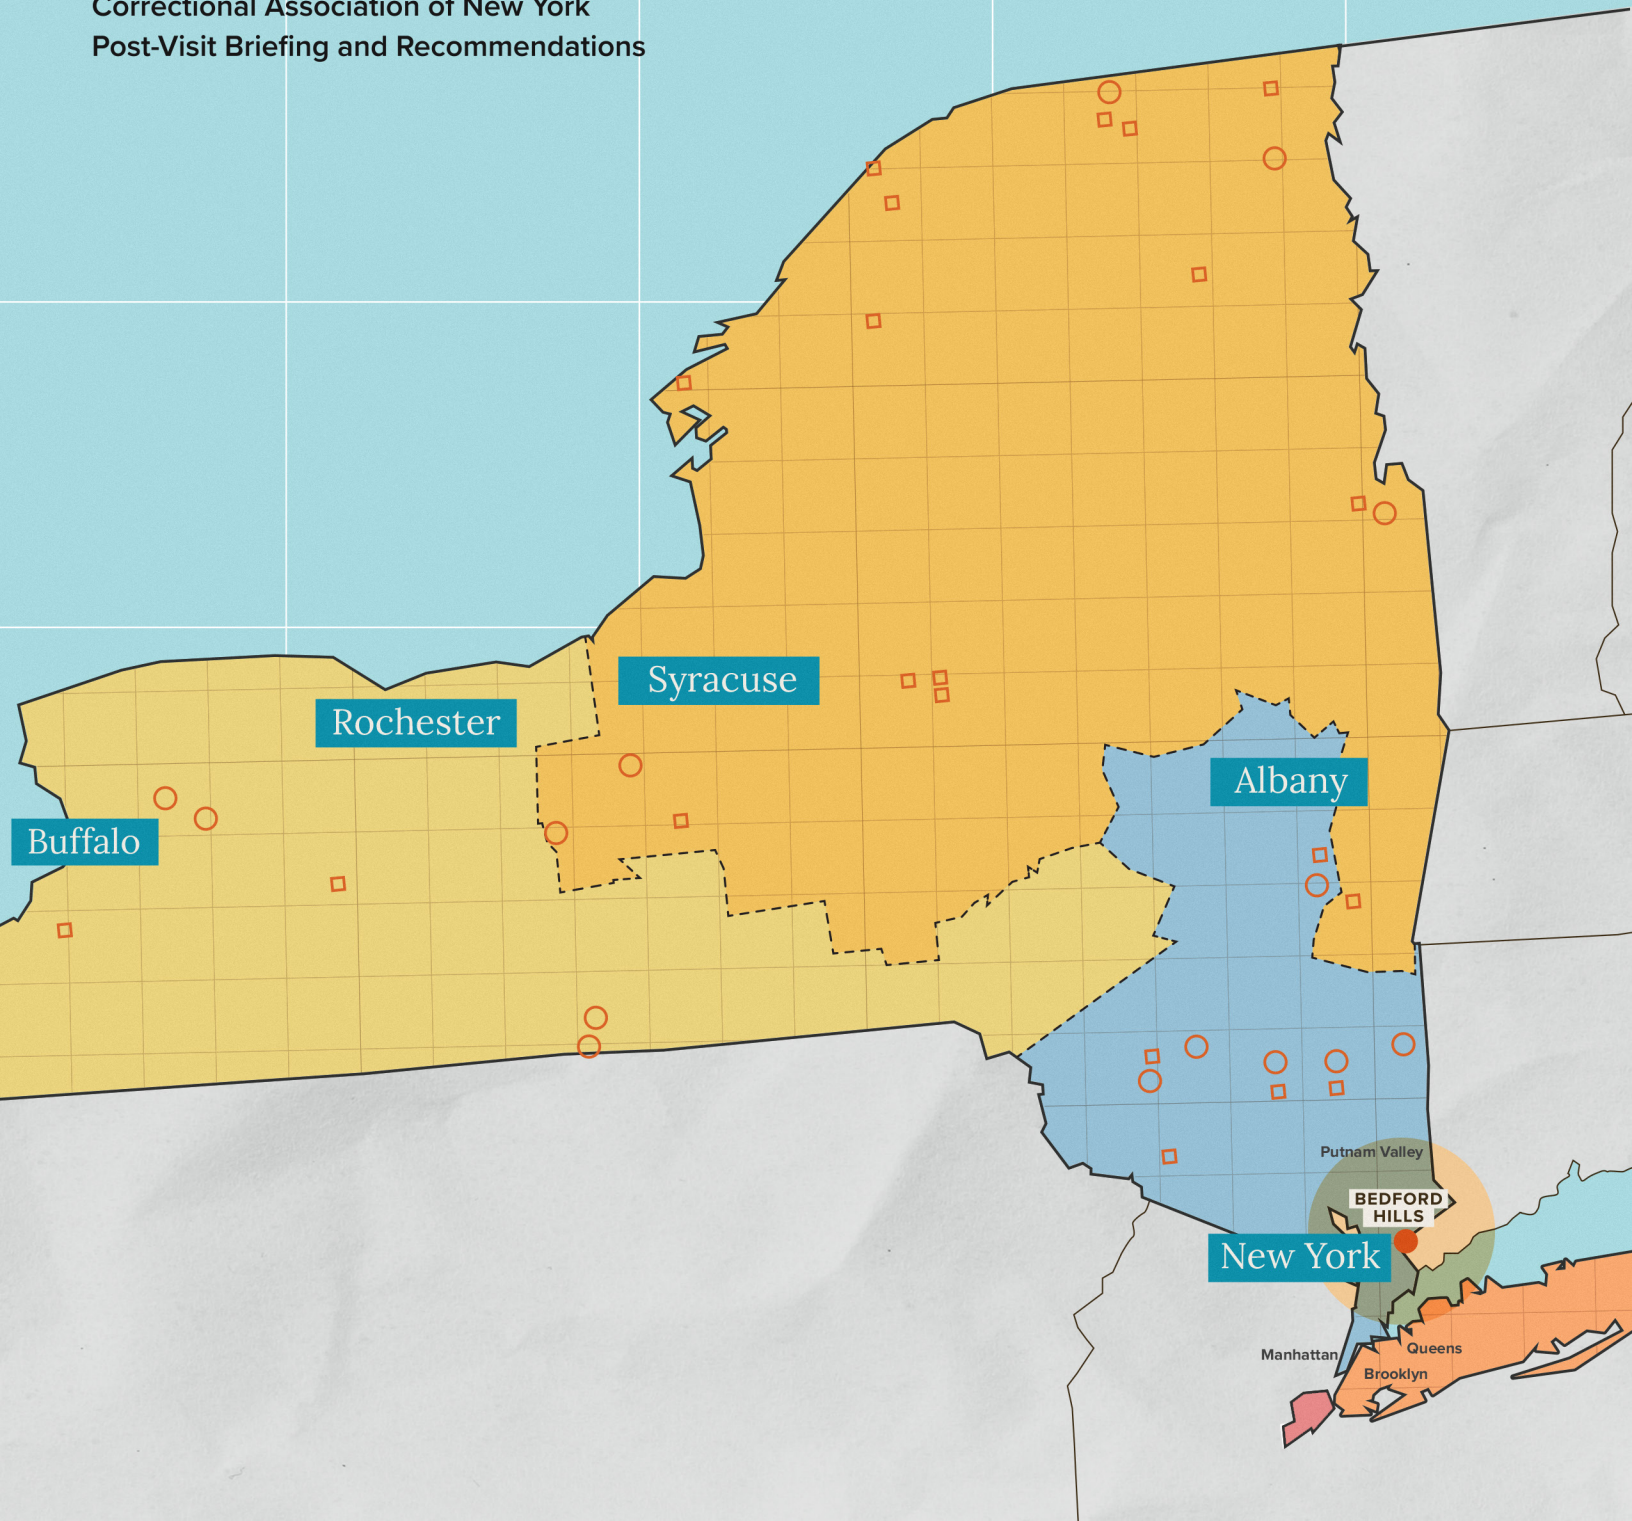 Correctional Association of New York
Post-Visit Briefing and Recommendations
Syracuse
Rochester
Albany
Buffalo
Putnam Valley
BEDFORD
HILLS
New York
Queens
Manhattan
Brooklyn